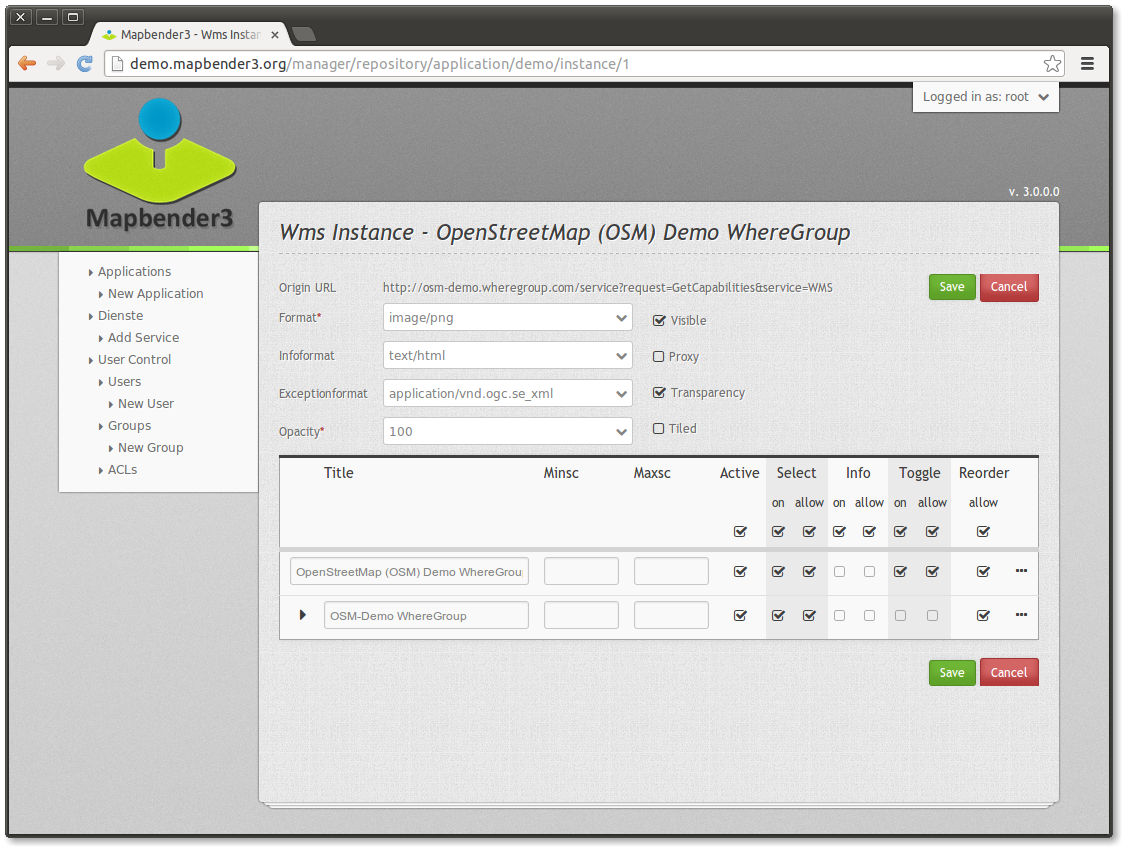 Mapbender3 - Wms Instar
demo.mapbender3.org/manager/repository/application/demo/instance/1
Logged in as: root
Mapbender3
v. 3.0.0.0
Applications
New Application
Dienste
Add Service
User Control
Users
New User
Groups
New Group
ACLs
Wms Instance - OpenStreetMap (OSM) Demo WhereGroup
Origin URL http://osm-demo.wheregroup.com/service?request=GetCapabilities&service=WMS Save Cancel
Format* image/png Visible
Infoformat text/html Proxy
Exceptionformat application/vnd.ogc.se_xml Transparency
Opacity* 100 Tiled
Title Minsc Maxsc Active Select Info Toggle Reorder
on allow on allow on allow allow
OpenStreetMap (OSM) Demo WhereGrou
OSM-Demo WhereGroup
Save Cancel